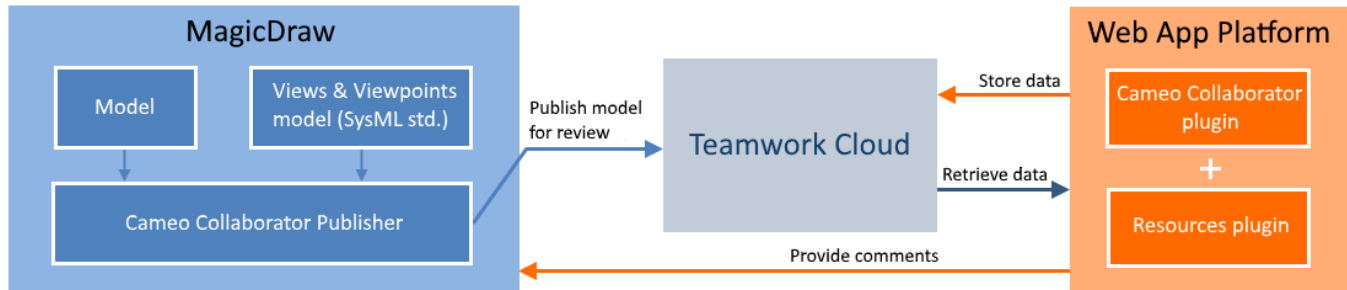 MagicDraw
Model
Views & Viewpoints
model (SysML std.)
Cameo Collaborator Publisher
Publish model
for review
Teamwork Cloud
Store data
Retrieve data
Provide comments
Web App Platform
Cameo Collaborator
plugin
+
Resources plugin